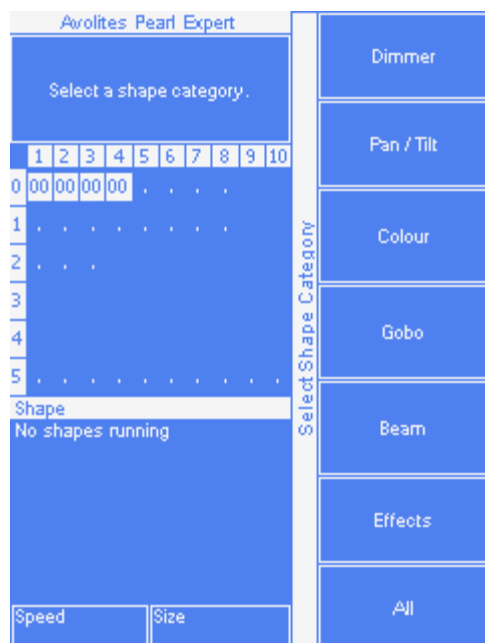 Avolites Pearl Expert
Select a shape category.
1 2 3 4 5 6 7 8 9 10
0 00 00 00 00 . . . .
1 . . . . . . . .
2 . . .
3
4
5 . . . . . . . . . .
Shape
No shapes running
Speed Size
Select Shape Category
Dimmer
Pan / Tilt
Colour
Gobo
Beam
Effects
All